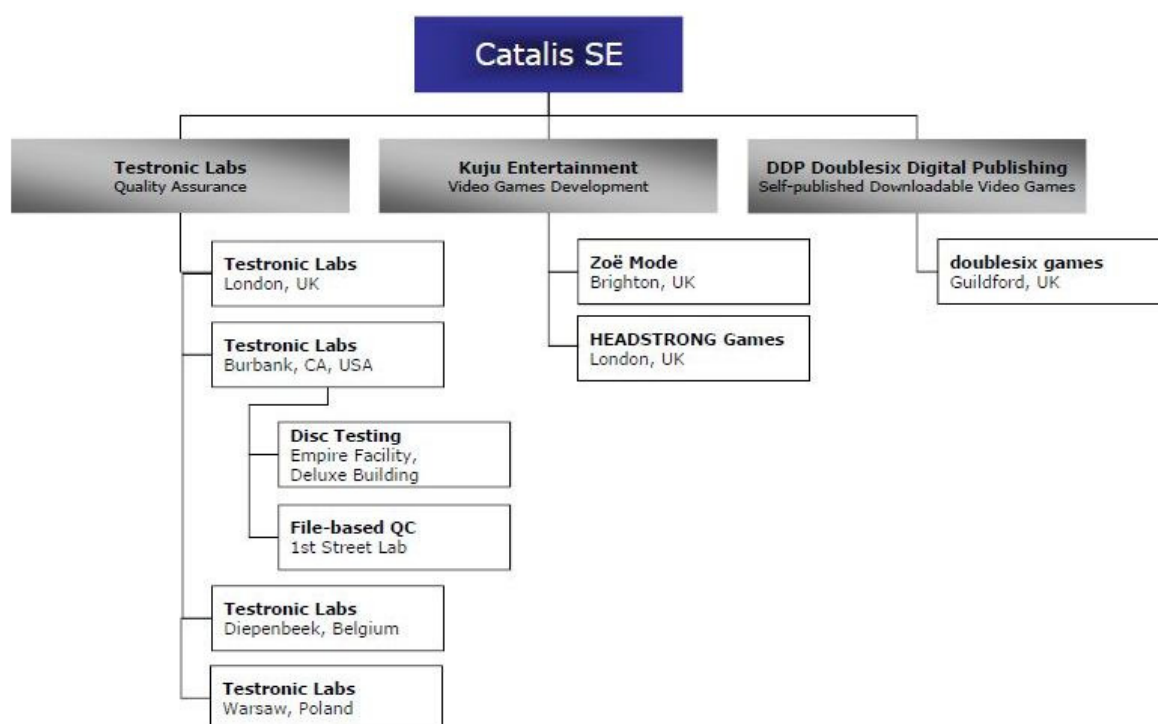 Catalis SE
Testronic Labs
Quality Assurance
Kuju Entertainment
Video Games Development
DDP Doublesix Digital Publishing
Self-published Downloadable Video Games
Testronic Labs
London, UK
Testronic Labs
Burbank, CA, USA
Disc Testing
Empire Facility,
Deluxe Building
File-based QC
1st Street Lab
Testronic Labs
Diepenbeek, Belgium
Testronic Labs
Warsaw, Poland
Zoë Mode
Brighton, UK
HEADSTRONG Games
London, UK
doublesix games
Guildford, UK